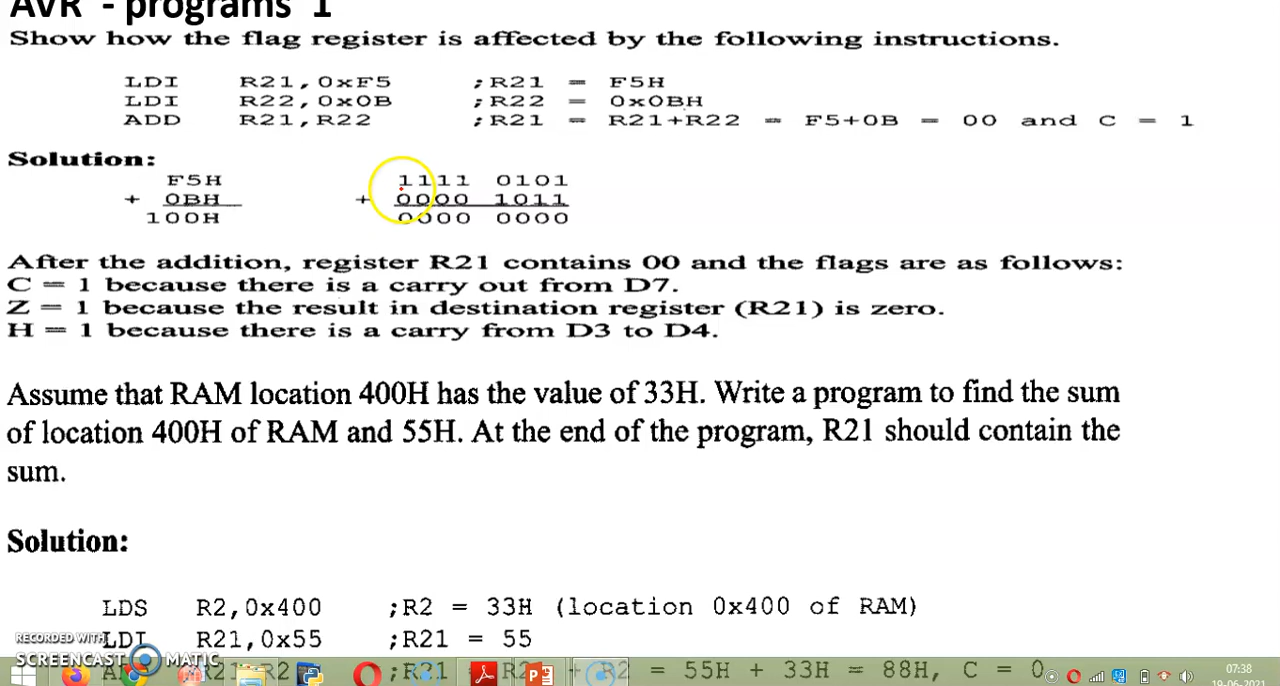 AVR - programs 1
Show how the flag register is affected by the following instructions.
LDI R21,0xF5 ;R21 = F5H
LDI R22,0x0B ;R22 = 0x0BH
ADD R21,R22 ;R21 = R21+R22 = F5+0B = 00 and C = 1
Solution:
F5H 1111 0101
+ 0BH + 0000 1011
100H 0000 0000
After the addition, register R21 contains 00 and the flags are as follows:
C = 1 because there is a carry out from D7.
Z = 1 because the result in destination register (R21) is zero.
H = 1 because there is a carry from D3 to D4.
Assume that RAM location 400H has the value of 33H. Write a program to find the sum
of location 400H of RAM and 55H. At the end of the program, R21 should contain the
sum.
Solution:
LDS R2,0x400 ;R2 = 33H (location 0x400 of RAM)
LDI R21,0x55 ;R21 = 55
RECORDED WITH
SCREENCAST MATIC
;R21 = 55H + 33H = 88H, C = 0
07:38
19-06-2021